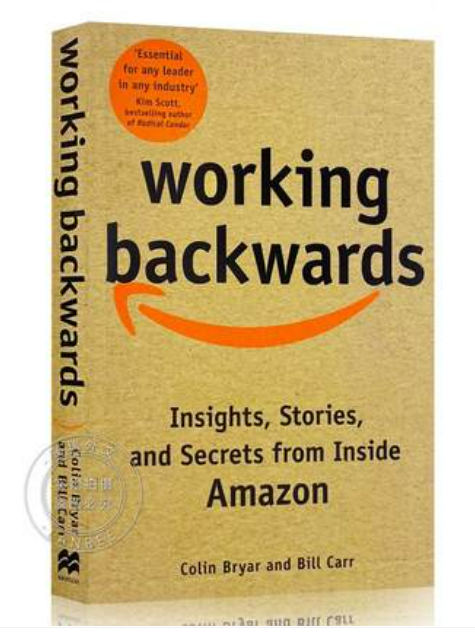 'Essential
for any leader
in any industry'
Kim Scott,
bestselling author
of Radical Candor
working
backwards
Insights, Stories,
and Secrets from Inside
Amazon
Colin Bryar and Bill Carr
working backwards
Colin Bryar
and Bill Carr